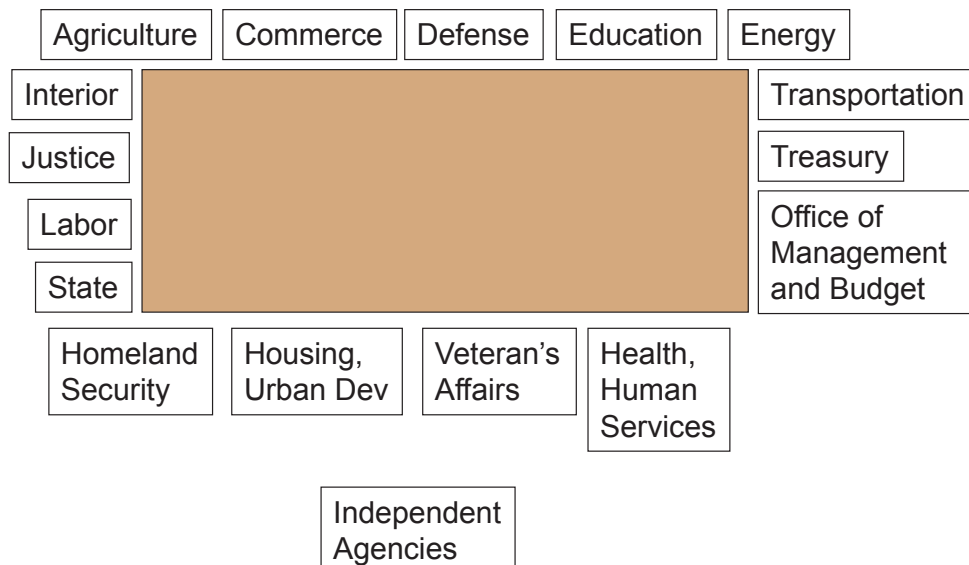 Agriculture
Commerce
Defense
Education
Energy
Interior
Transportation
Justice
Treasury
Labor
Office of
Management
and Budget
State
Homeland
Security
Housing,
Urban Dev
Veteran’s
Affairs
Health,
Human
Services
Independent
Agencies